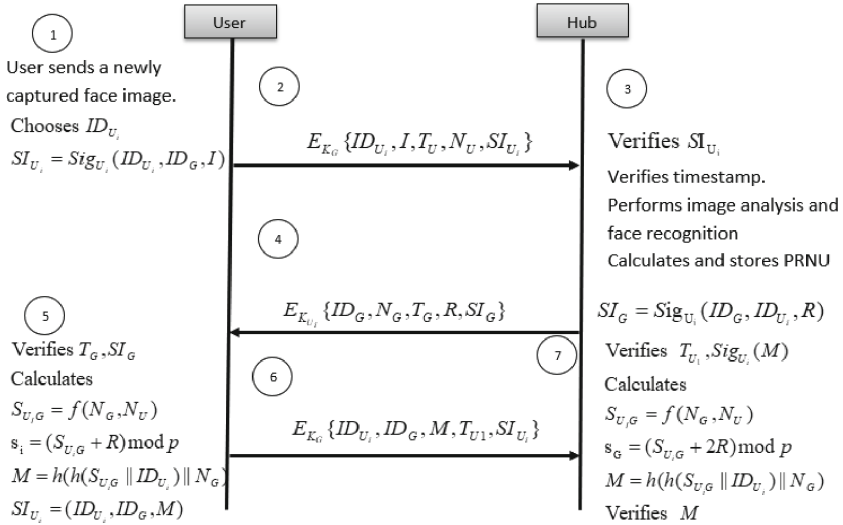 User
Hub
1
User sends a newly
captured face image.
Chooses ID_{U_i}
SI_{U_i} = Sig_{U_i}(ID_{U_i}, ID_G, I)
2
E_{K_G}{ID_{U_i}, I, T_U, N_U, SI_{U_i}}
3
Verifies SI_{U_i}
Verifies timestamp.
Performs image analysis and
face recognition
Calculates and stores PRNU
4
E_{K_{U_i}}{ID_G, N_G, T_G, R, SI_G}
SI_G = Sig_{U_i}(ID_G, ID_{U_i}, R)
5
Verifies T_G, SI_G
Calculates
S_{U_iG} = f(N_G, N_U)
s_i = (S_{U_iG} + R) mod p
M = h(h(S_{U_iG} || ID_{U_i}) || N_G)
SI_{U_i} = (ID_{U_i}, ID_G, M)
6
E_{K_G}{ID_{U_i}, ID_G, M, T_{U1}, SI_{U_i}}
7
Verifies T_{U_1}, Sig_{U_i}(M)
Calculates
S_{U_iG} = f(N_G, N_U)
s_G = (S_{U_iG} + 2R) mod p
M = h(h(S_{U_iG} || ID_{U_i}) || N_G)
Verifies M